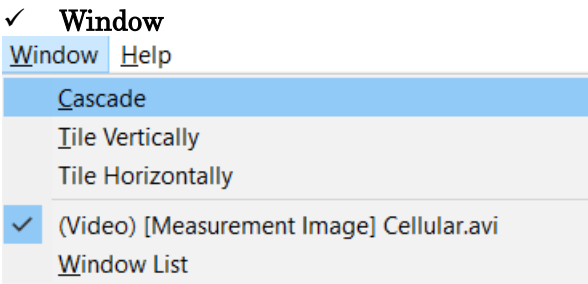 ✓ Window
Window Help
Cascade
Tile Vertically
Tile Horizontally
✓ (Video) [Measurement Image] Cellular.avi
Window List